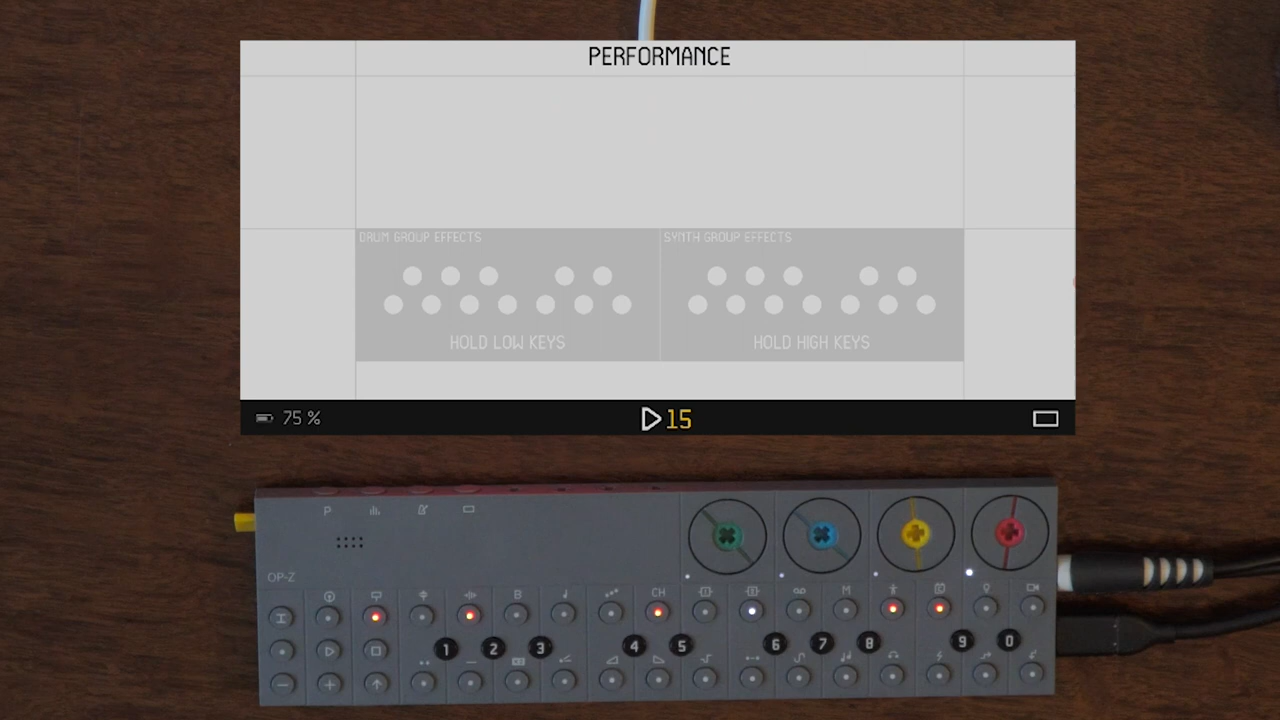 PERFORMANCE
DRUM GROUP EFFECTS
SYNTH GROUP EFFECTS
HOLD LOW KEYS
HOLD HIGH KEYS
75 %
15
P
OP-Z
B
CH
M
1 2 3 4 5 6 7 8 9 0